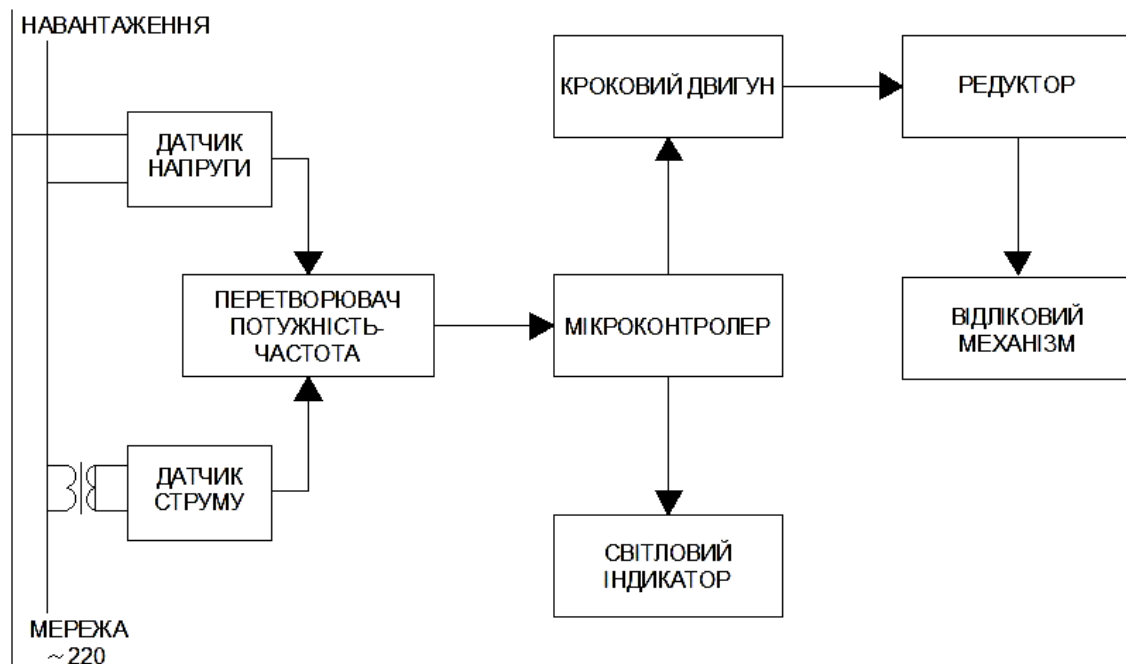 НАВАНТАЖЕННЯ
ДАТЧИК
НАПРУГИ
КРОКОВИЙ ДВИГУН
РЕДУКТОР
ПЕРЕТВОРЮВАЧ
ПОТУЖНІСТЬ-
ЧАСТОТА
МІКРОКОНТРОЛЕР
ВІДЛІКОВИЙ
МЕХАНІЗМ
ДАТЧИК
СТРУМУ
СВІТЛОВИЙ
ІНДИКАТОР
МЕРЕЖА
~220